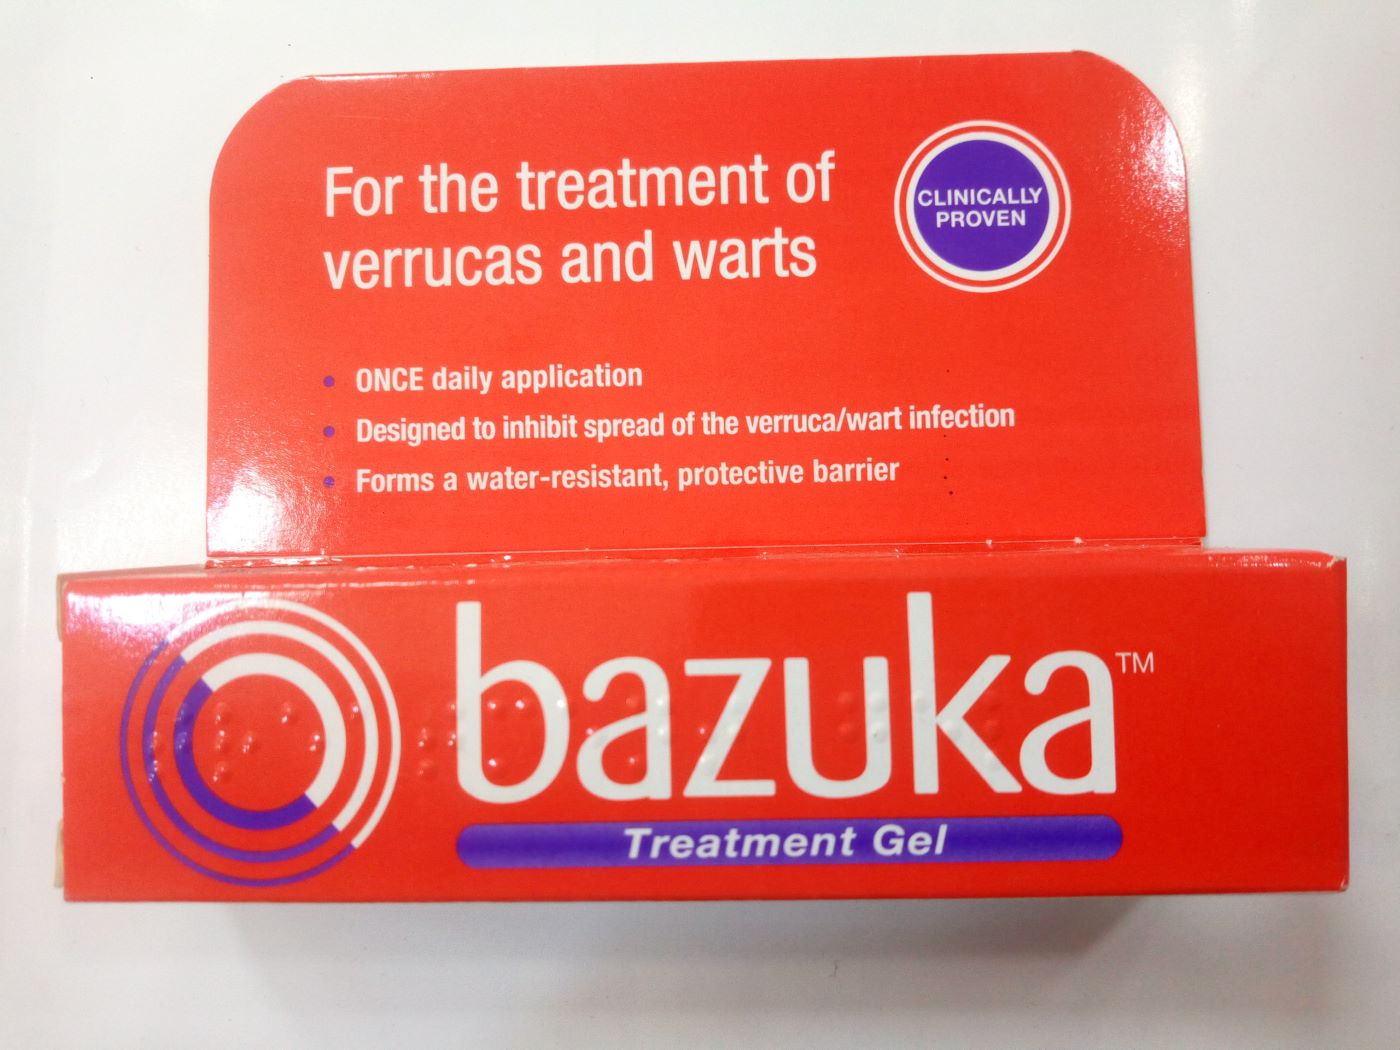 For the treatment of
verrucas and warts
CLINICALLY
PROVEN
• ONCE daily application
• Designed to inhibit spread of the verruca/wart infection
• Forms a water-resistant, protective barrier
bazuka™
Treatment Gel